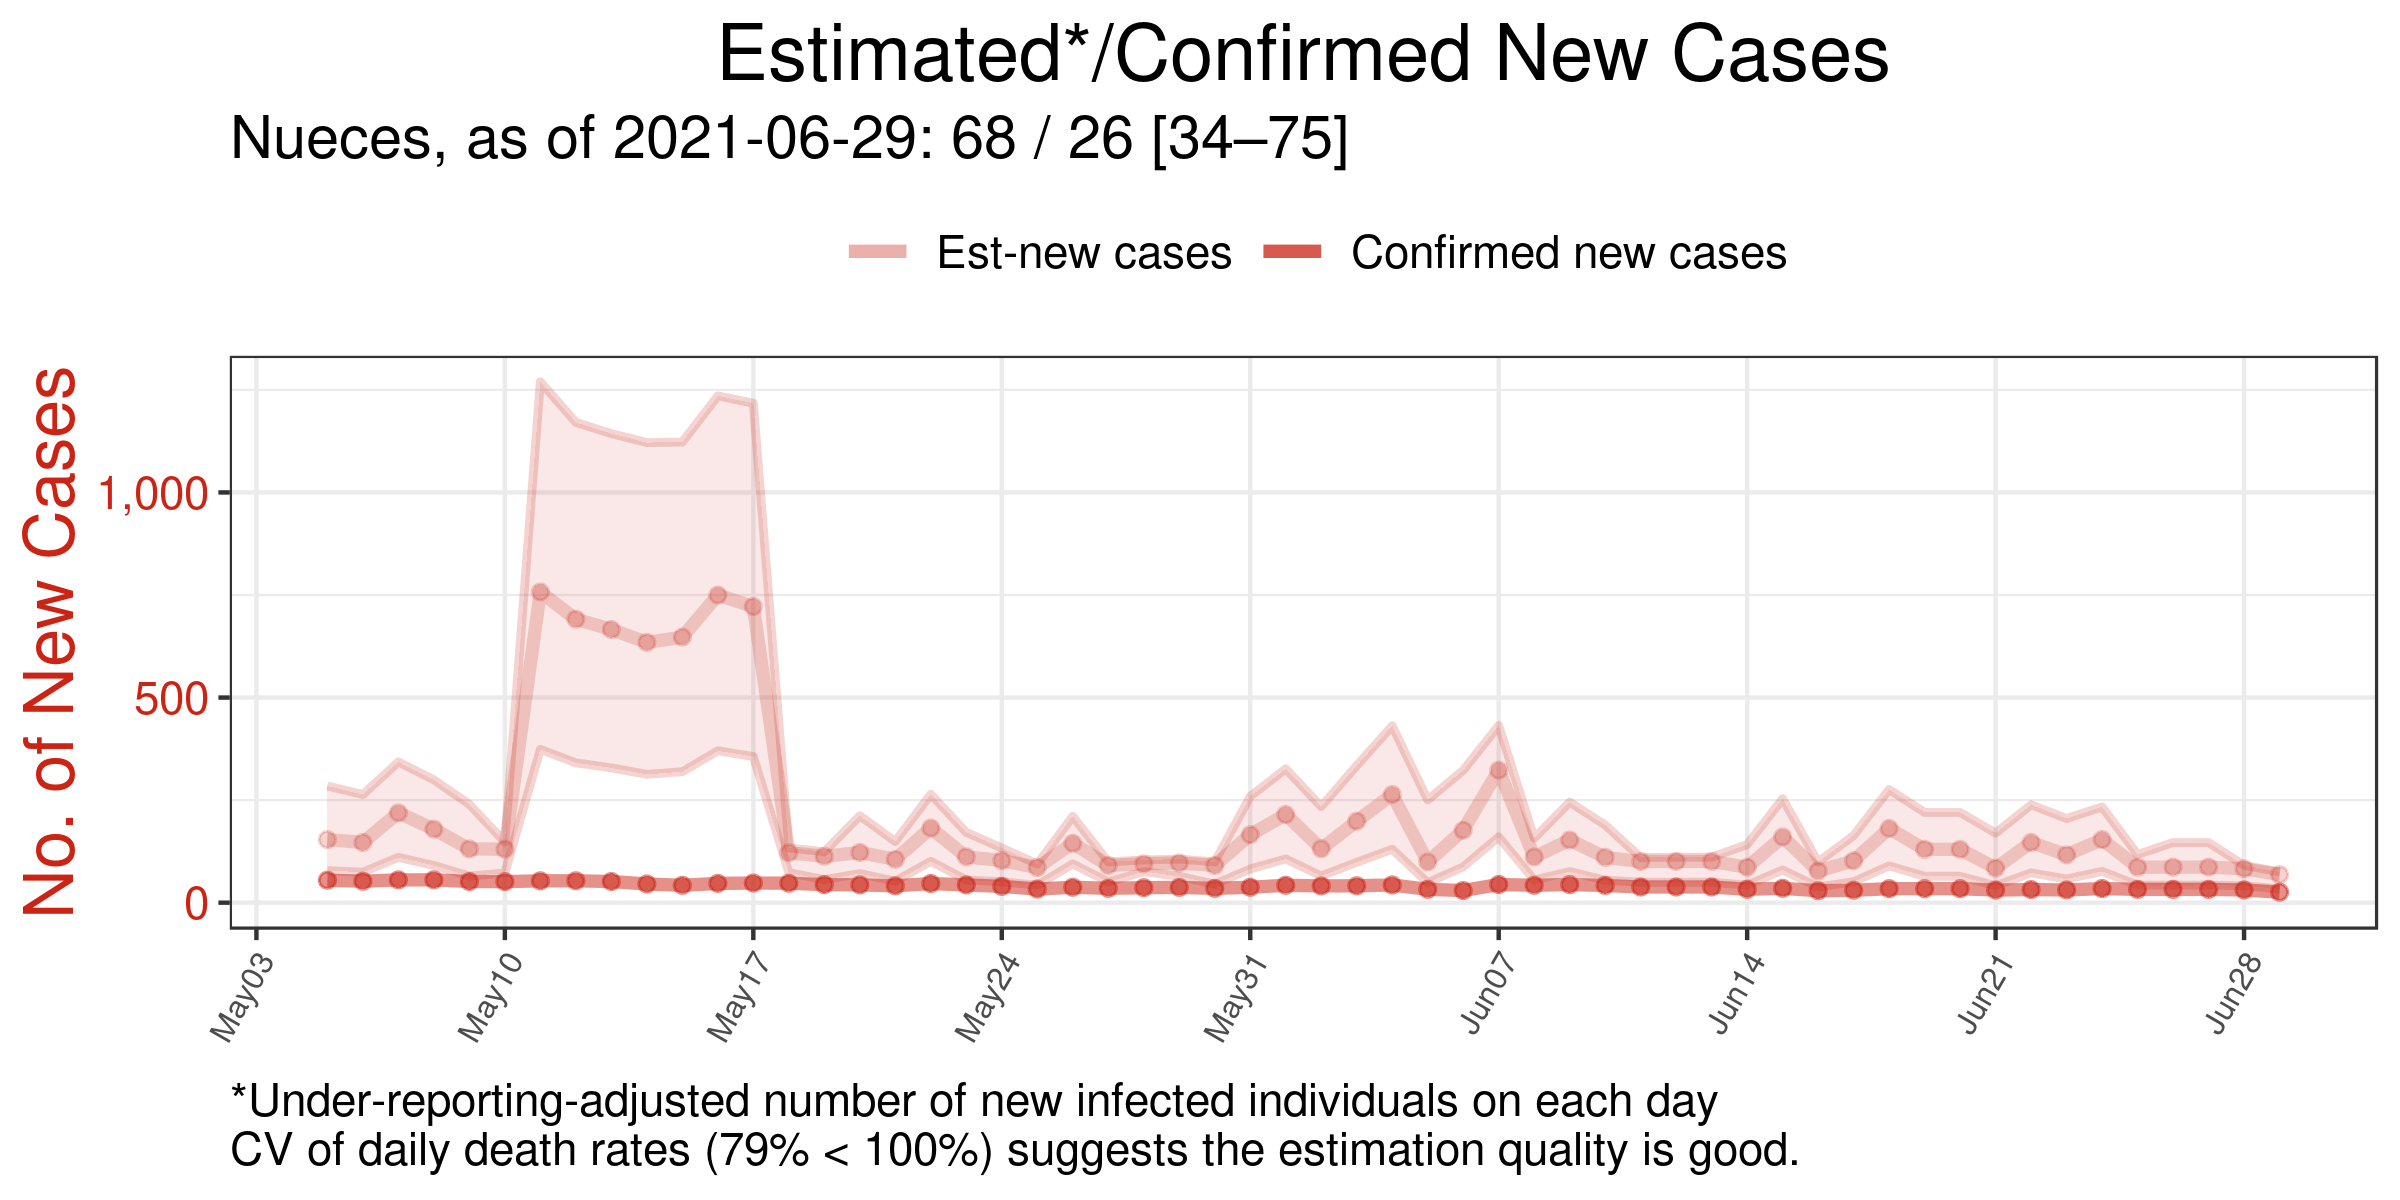 Estimated*/Confirmed New Cases
Nueces, as of 2021-06-29: 68 / 26 [34–75]
Est-new cases
Confirmed new cases
No. of New Cases
1,000
500
0
May03
May10
May17
May24
May31
Jun07
Jun14
Jun21
Jun28
*Under-reporting-adjusted number of new infected individuals on each day
CV of daily death rates (79% < 100%) suggests the estimation quality is good.